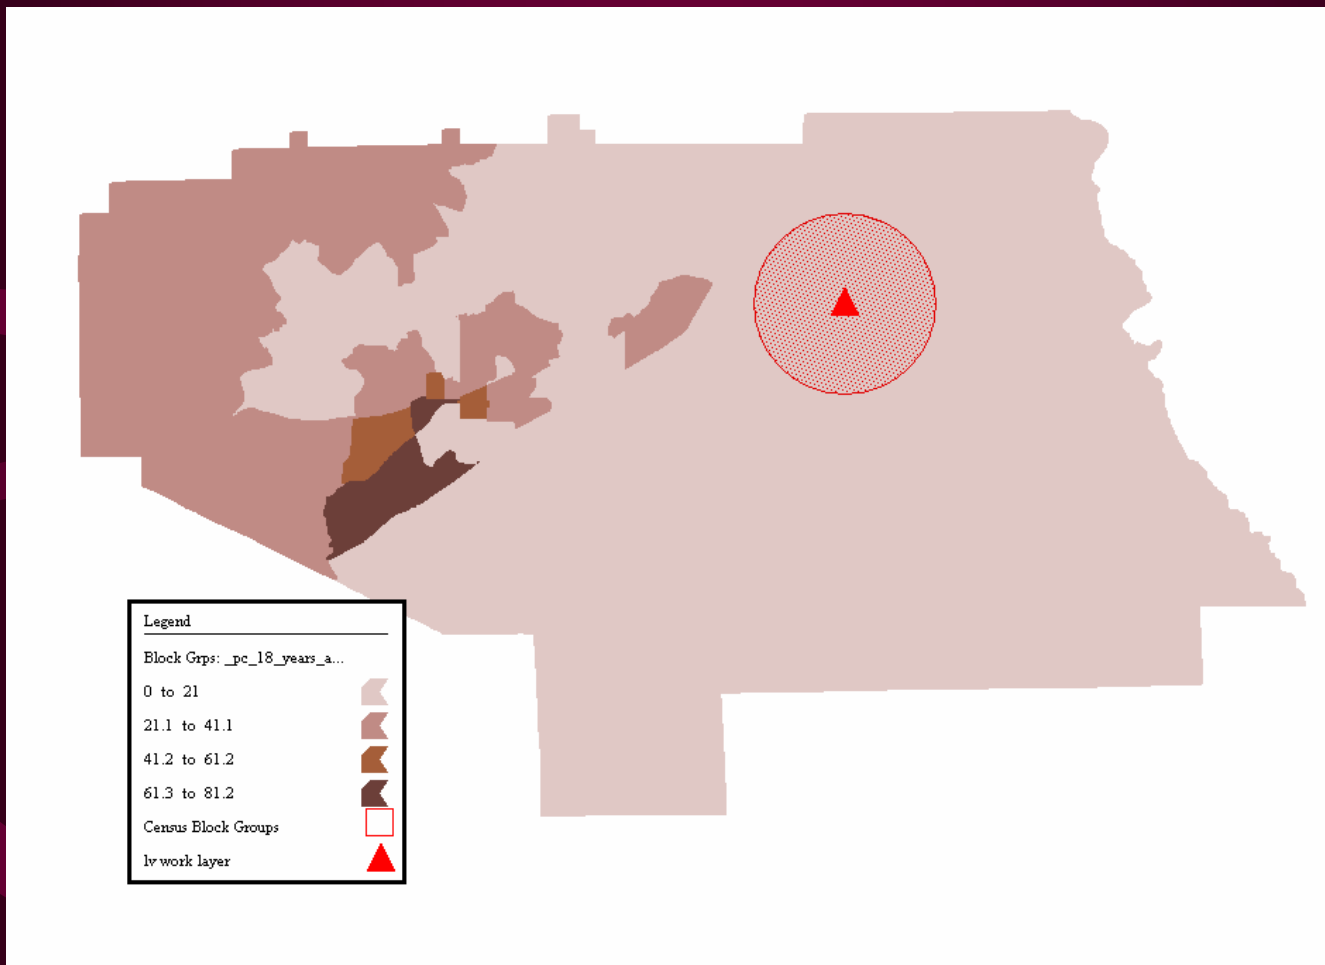 Legend
Block Grps: _pc_18_years_a...
0 to 21
21.1 to 41.1
41.2 to 61.2
61.3 to 81.2
Census Block Groups
lv work layer